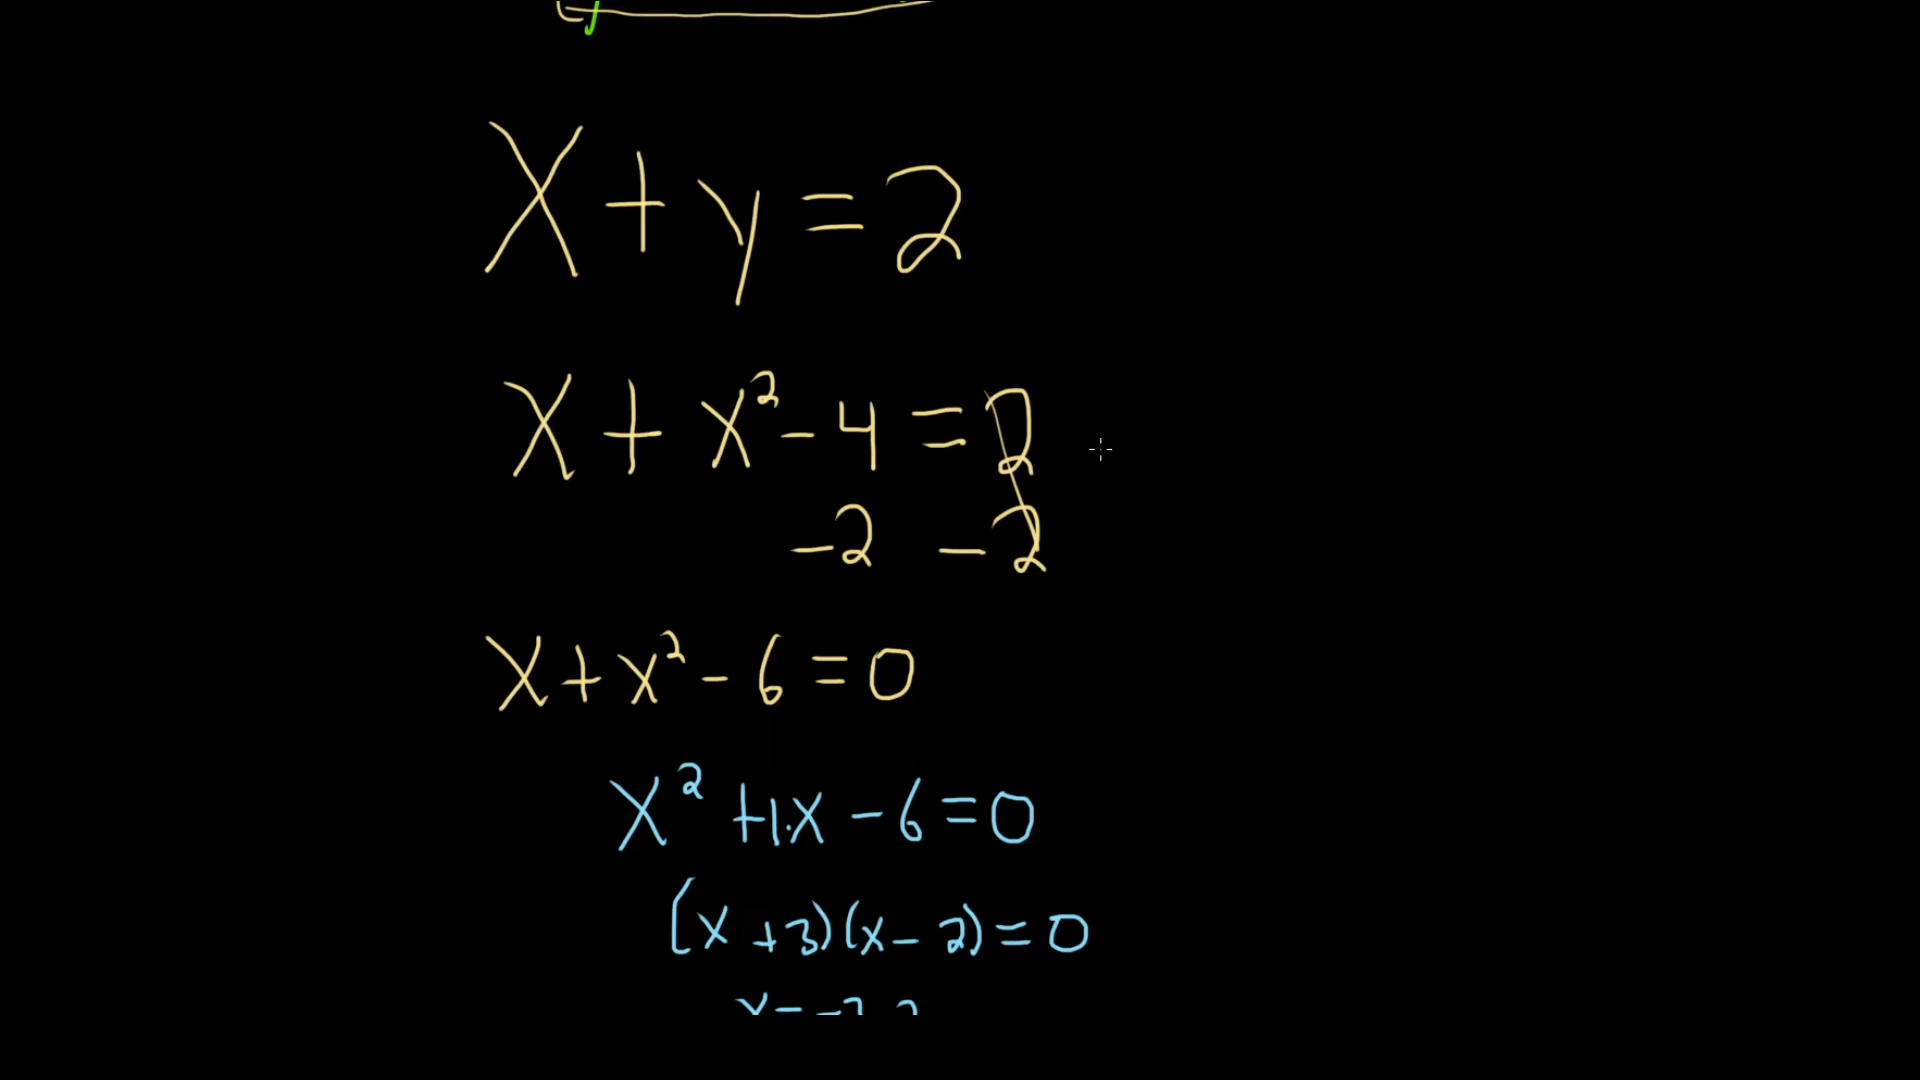 X + y = 2
X + x² - 4 = 2
-2 -2
X + x² - 6 = 0
X² + 1·X - 6 = 0
(x + 3)(x - 2) = 0